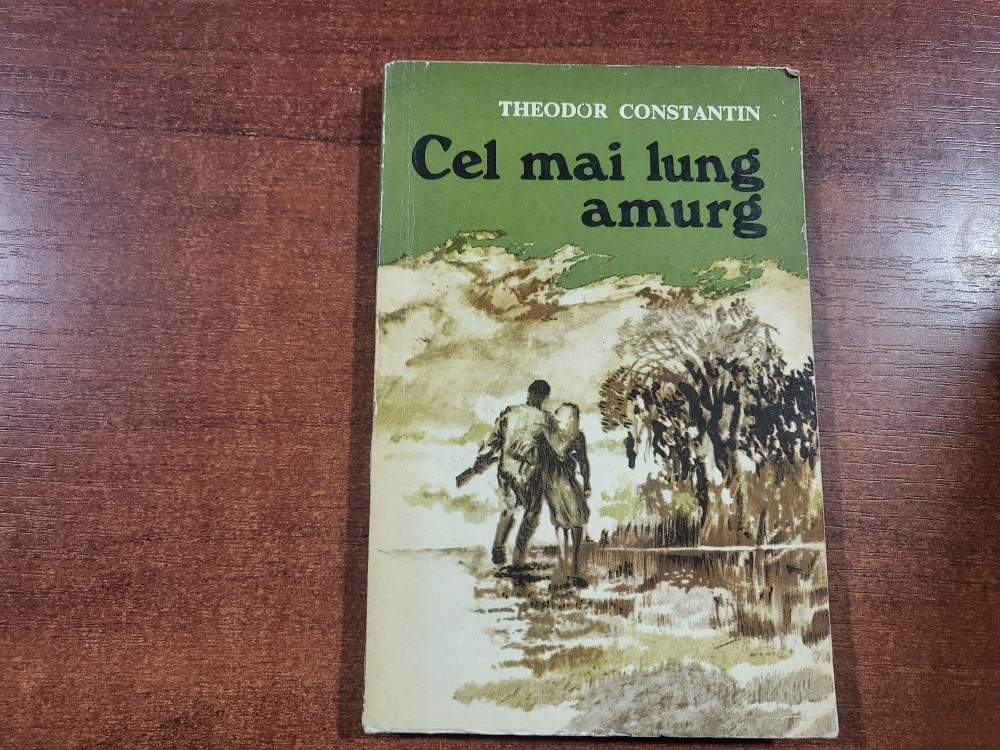 THEODOR CONSTANTIN
Cel mai lung
amurg